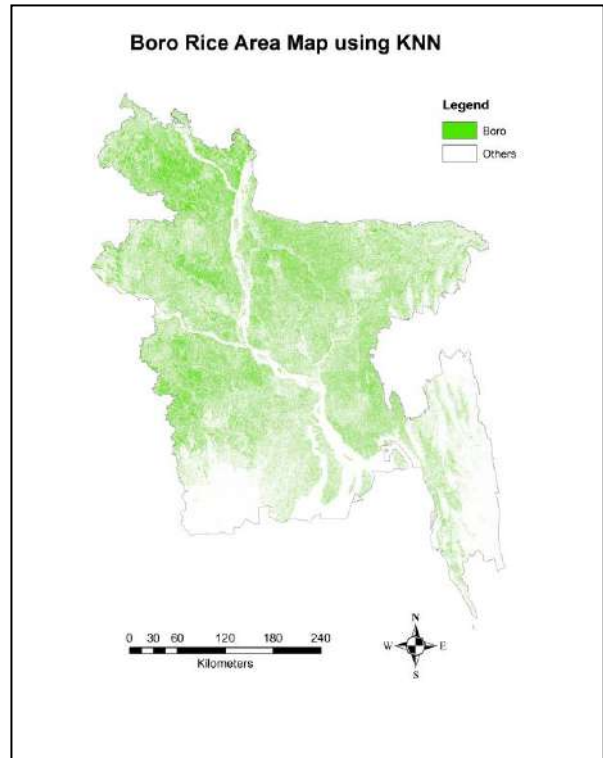 Boro Rice Area Map using KNN
Legend
Boro
Others
N
W E
S
0 30 60 120 180 240
Kilometers